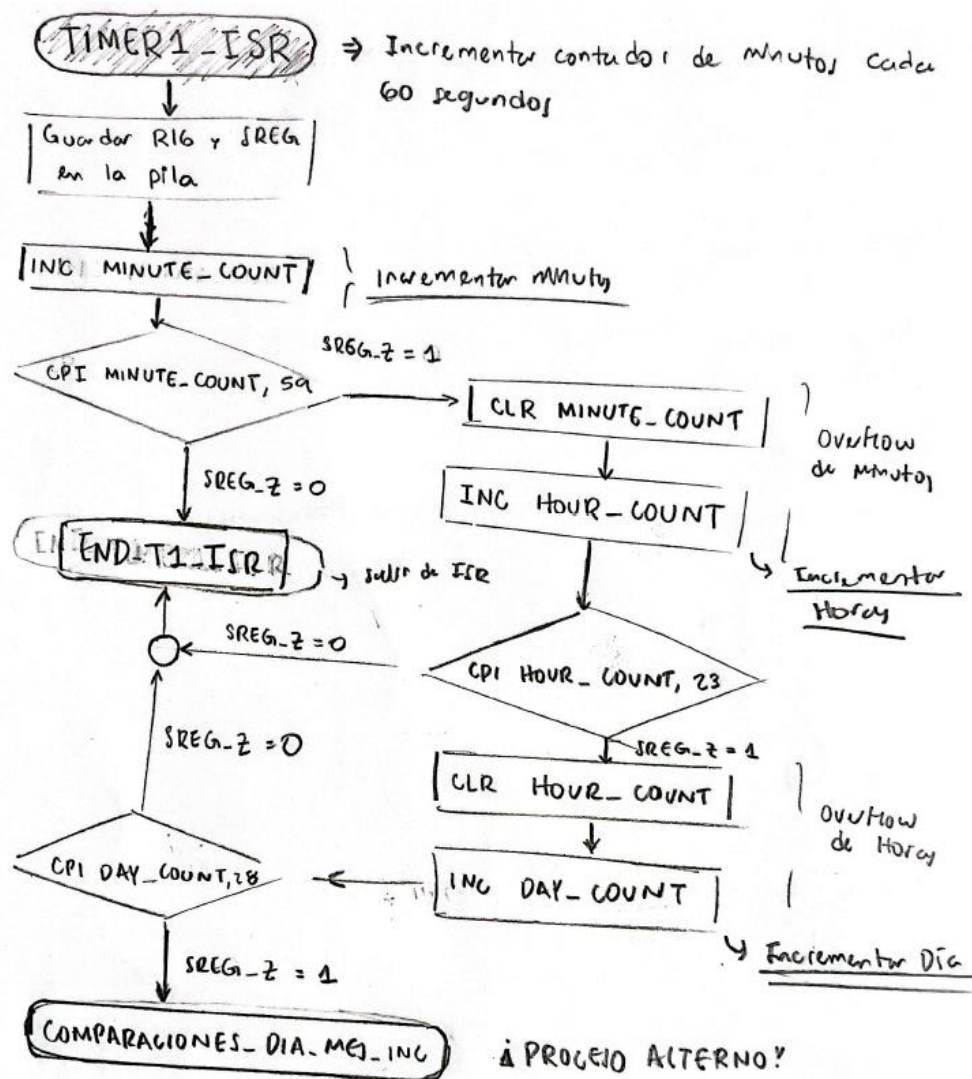 TIMER1_ISR
⇒ Incrementar contador de minutos cada
60 segundos
Guardar R16 y SREG
en la pila
INC MINUTE_COUNT
Incrementar minutos
CPI MINUTE_COUNT, 59
SREG_Z = 1
SREG_Z = 0
CLR MINUTE_COUNT
INC HOUR_COUNT
Overflow
de minutos
Incrementar
Horas
END_T1_ISR
salir de ISR
SREG_Z = 0
CPI HOUR_COUNT, 23
SREG_Z = 1
CLR HOUR_COUNT
INC DAY_COUNT
Overflow
de Horas
Incrementar Día
SREG_Z = 0
CPI DAY_COUNT, 28
SREG_Z = 1
COMPARACIONES_DIA_MES_INC
¡PROCESO ALTERNO!